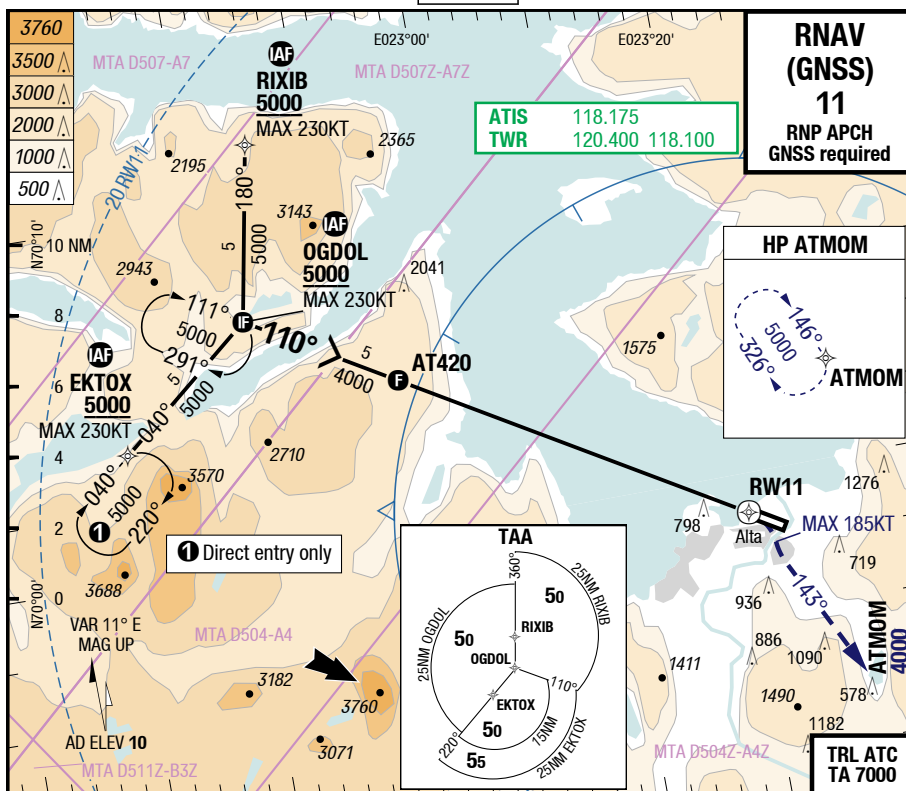 3760
3500
3000
2000
1000
500
MTA D507-A7
MTA D507Z-A7Z
E023°00'
E023°20'
RNAV
(GNSS)
11
RNP APCH
GNSS required
ATIS 118.175
TWR 120.400 118.100
IAF
RIXIB
5000
MAX 230KT
2195
2365
20 RW11
180°
5
5000
3143
IAF
OGDOL
5000
MAX 230KT
N70°10'
10 NM
8
6
4
2
0
N70°00'
2943
2041
111°
5000
291°
IF
110°
5
4000
F
AT420
1575
HP ATMOM
146°
5000
326°
ATMOM
IAF
EKTOX
5000
MAX 230KT
040°
5
5000
040°
5000
220°
1
3570
2710
3688
1 Direct entry only
RW11
Alta
798
MAX 185KT
143°
ATMOM
4000
1276
719
936
886
1090
578
1411
1490
1182
VAR 11° E
MAG UP
AD ELEV 10
MTA D504-A4
3182
3760
3071
MTA D511Z-B3Z
MTA D504Z-A4Z
TAA
360°
25NM RIXIB
25NM OGDOL
50
50
RIXIB
OGDOL
110°
EKTOX
50
15NM
220°
55
25NM EKTOX
TRL ATC
TA 7000